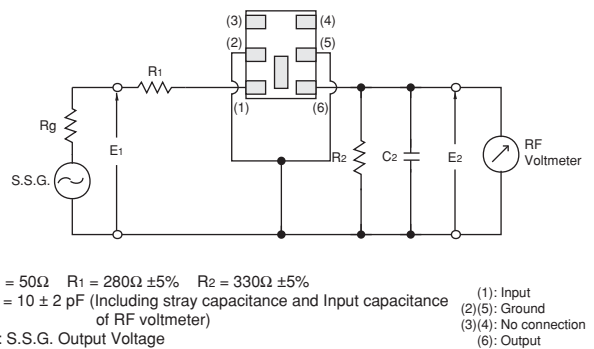 (3)
(4)
(2)
(5)
R1
(1)
(6)
Rg
E1
R2
C2
E2
RF
Voltmeter
S.S.G.
= 50Ω R1 = 280Ω ±5% R2 = 330Ω ±5%
= 10 ± 2 pF (Including stray capacitance and Input capacitance
of RF voltmeter)
: S.S.G. Output Voltage
(1): Input
(2)(5): Ground
(3)(4): No connection
(6): Output